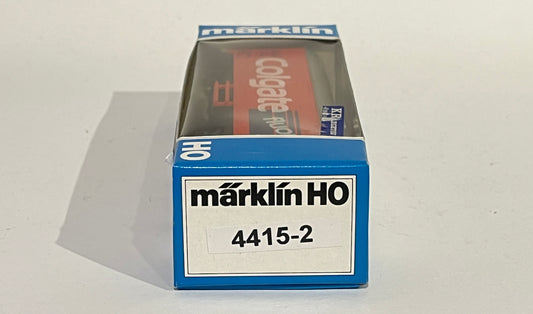 märklin
Colgate
HO
märklin HO
4415-2